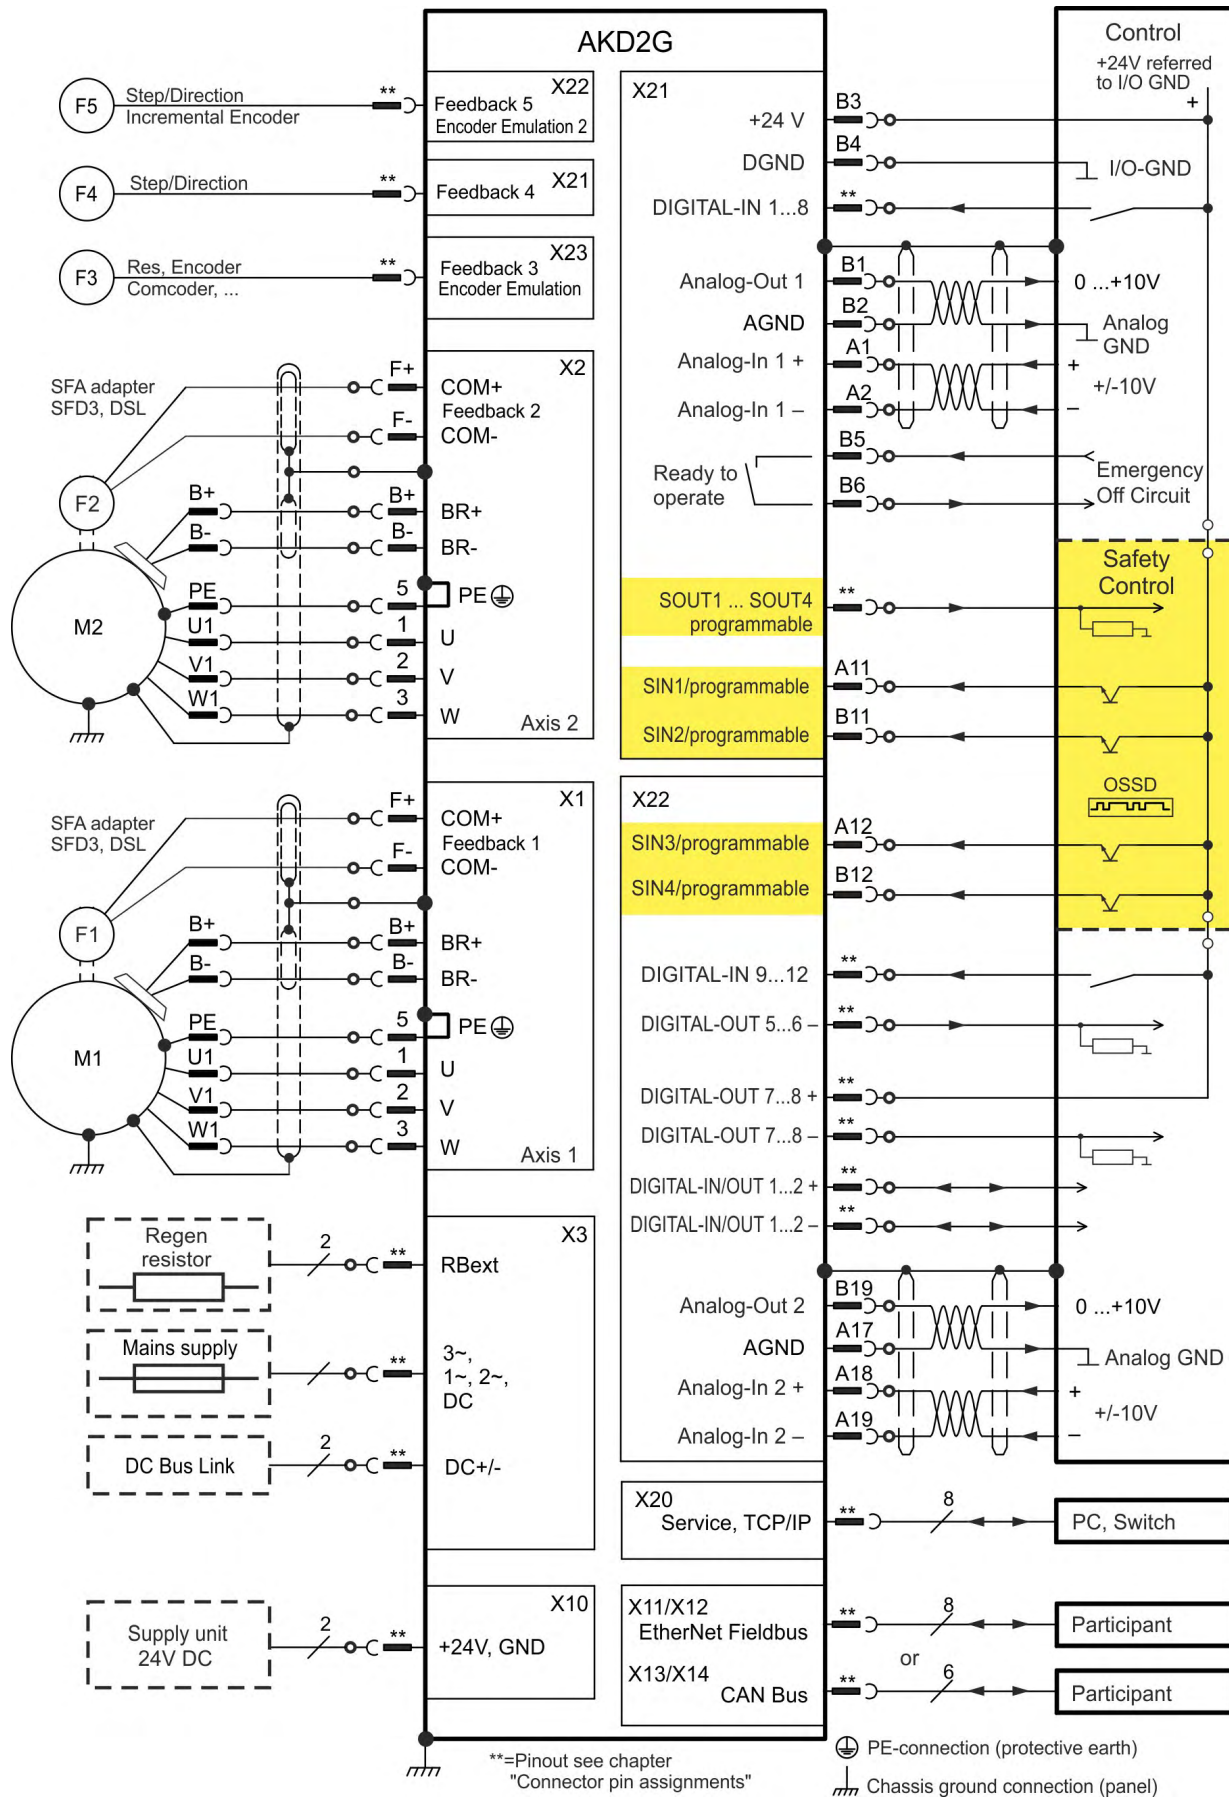 AKD2G
Control
+24V referred
to I/O GND
+
F5
Step/Direction
Incremental Encoder
**
X22
Feedback 5
Encoder Emulation 2
F4
Step/Direction
**
X21
Feedback 4
F3
Res, Encoder
Comcoder, ...
**
X23
Feedback 3
Encoder Emulation
SFA adapter
SFD3, DSL
F2
M2
B+
B-
PE
U1
V1
W1
F+
F-
B+
B-
5
1
2
3
X2
COM+
Feedback 2
COM-
BR+
BR-
PE
U
V
W
Axis 2
SFA adapter
SFD3, DSL
F1
M1
B+
B-
PE
U1
V1
W1
F+
F-
B+
B-
5
1
2
3
X1
COM+
Feedback 1
COM-
BR+
BR-
PE
U
V
W
Axis 1
Regen
resistor
2
**
X3
RBext
Mains supply
**
3~,
1~, 2~,
DC
DC Bus Link
2
**
DC+/-
Supply unit
24V DC
2
**
X10
+24V, GND
X21
+24 V
B3
DGND
B4
I/O-GND
DIGITAL-IN 1...8
**
Analog-Out 1
B1
0 ...+10V
AGND
B2
Analog
GND
Analog-In 1 +
A1
+
+/-10V
Analog-In 1 –
A2
–
Ready to
operate
B5
B6
Emergency
Off Circuit
Safety
Control
SOUT1 ... SOUT4
programmable
**
SIN1/programmable
A11
SIN2/programmable
B11
OSSD
X22
SIN3/programmable
A12
SIN4/programmable
B12
DIGITAL-IN 9...12
**
DIGITAL-OUT 5...6 –
**
DIGITAL-OUT 7...8 +
**
DIGITAL-OUT 7...8 –
**
DIGITAL-IN/OUT 1...2 +
**
DIGITAL-IN/OUT 1...2 –
**
Analog-Out 2
B19
0 ...+10V
AGND
A17
Analog GND
Analog-In 2 +
A18
+
+/-10V
Analog-In 2 –
A19
–
X20
Service, TCP/IP
**
8
PC, Switch
X11/X12
EtherNet Fieldbus
**
8
Participant
or
X13/X14
CAN Bus
**
6
Participant
**=Pinout see chapter
"Connector pin assignments"
PE-connection (protective earth)
Chassis ground connection (panel)